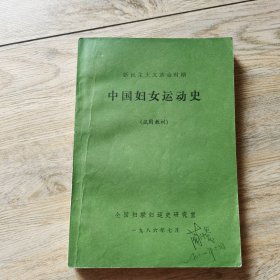 新民主主义革命时期
中国妇女运动史
(试用教材)
全国妇联妇运史研究室
一九八六年七月